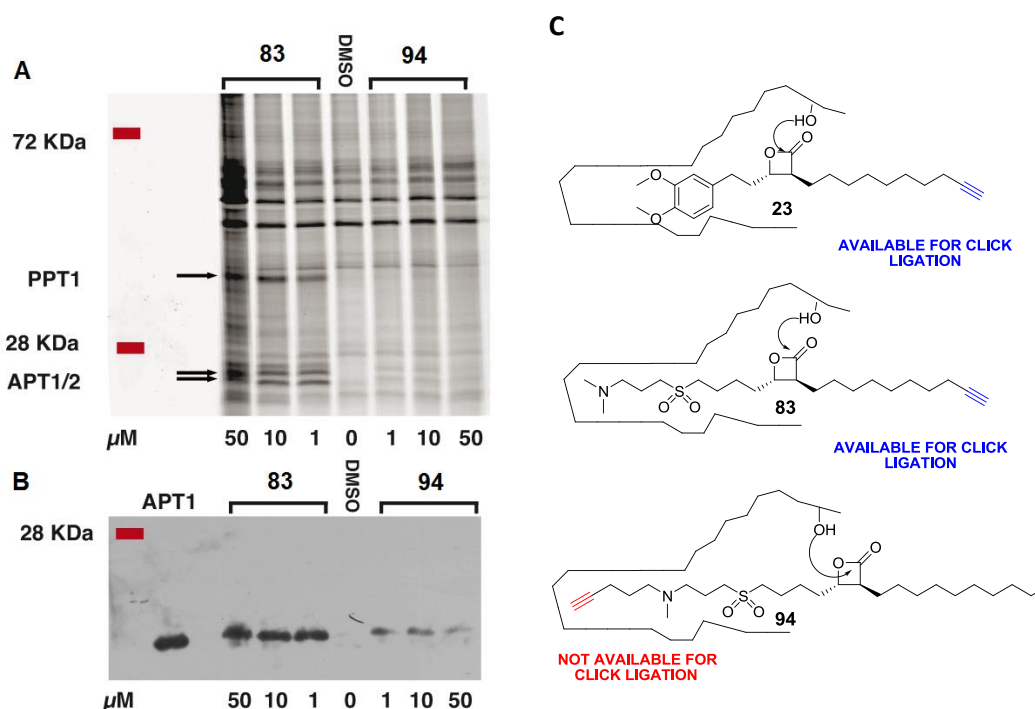 A
83
DMSO
94
72 KDa
PPT1
28 KDa
APT1/2
µM
50 10 1 0 1 10 50
B
APT1
83
DMSO
94
28 KDa
µM
50 10 1 0 1 10 50
C
HO
O
O
O
O
23
AVAILABLE FOR CLICK
LIGATION
HO
O
O
N
S
O O
83
AVAILABLE FOR CLICK
LIGATION
OH
O
O
N
S
O O
94
NOT AVAILABLE FOR
CLICK LIGATION